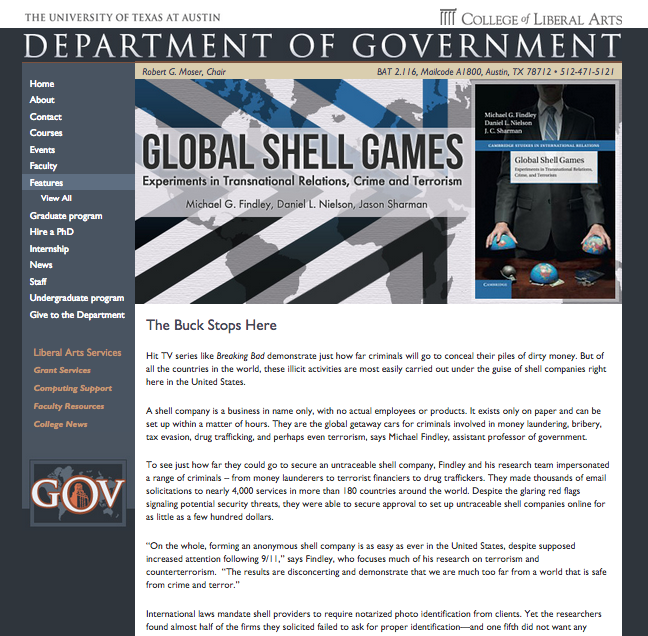 THE UNIVERSITY OF TEXAS AT AUSTIN
COLLEGE of LIBERAL ARTS
DEPARTMENT OF GOVERNMENT
Robert G. Moser, Chair
BAT 2.116, Mailcode A1800, Austin, TX 78712 • 512-471-5121
Home
About
Contact
Courses
Events
Faculty
Features
View All
Graduate program
Hire a PhD
Internship
News
Staff
Undergraduate program
Give to the Department
Liberal Arts Services
Grant Services
Computing Support
Faculty Resources
College News
GOV
GLOBAL SHELL GAMES
Experiments in Transnational Relations, Crime and Terrorism
Michael G. Findley, Daniel L. Nielson, Jason Sharman
Michael G. Findley
Daniel L. Nielson
J. C. Sharman
CAMBRIDGE STUDIES IN INTERNATIONAL RELATIONS
Global Shell Games
Experiments in Transnational Relations,
Crime, and Terrorism
CAMBRIDGE
The Buck Stops Here
Hit TV series like Breaking Bad demonstrate just how far criminals will go to conceal their piles of dirty money. But of
all the countries in the world, these illicit activities are most easily carried out under the guise of shell companies right
here in the United States.
A shell company is a business in name only, with no actual employees or products. It exists only on paper and can be
set up within a matter of hours. They are the global getaway cars for criminals involved in money laundering, bribery,
tax evasion, drug trafficking, and perhaps even terrorism, says Michael Findley, assistant professor of government.
To see just how far they could go to secure an untraceable shell company, Findley and his research team impersonated
a range of criminals – from money launderers to terrorist financiers to drug traffickers. They made thousands of email
solicitations to nearly 4,000 services in more than 180 countries around the world. Despite the glaring red flags
signaling potential security threats, they were able to secure approval to set up untraceable shell companies online for
as little as a few hundred dollars.
“On the whole, forming an anonymous shell company is as easy as ever in the United States, despite supposed
increased attention following 9/11,” says Findley, who focuses much of his research on terrorism and
counterterrorism.  “The results are disconcerting and demonstrate that we are much too far from a world that is safe
from crime and terror.”
International laws mandate shell providers to require notarized photo identification from clients. Yet the researchers
found almost half of the firms they solicited failed to ask for proper identification—and one fifth did not want any